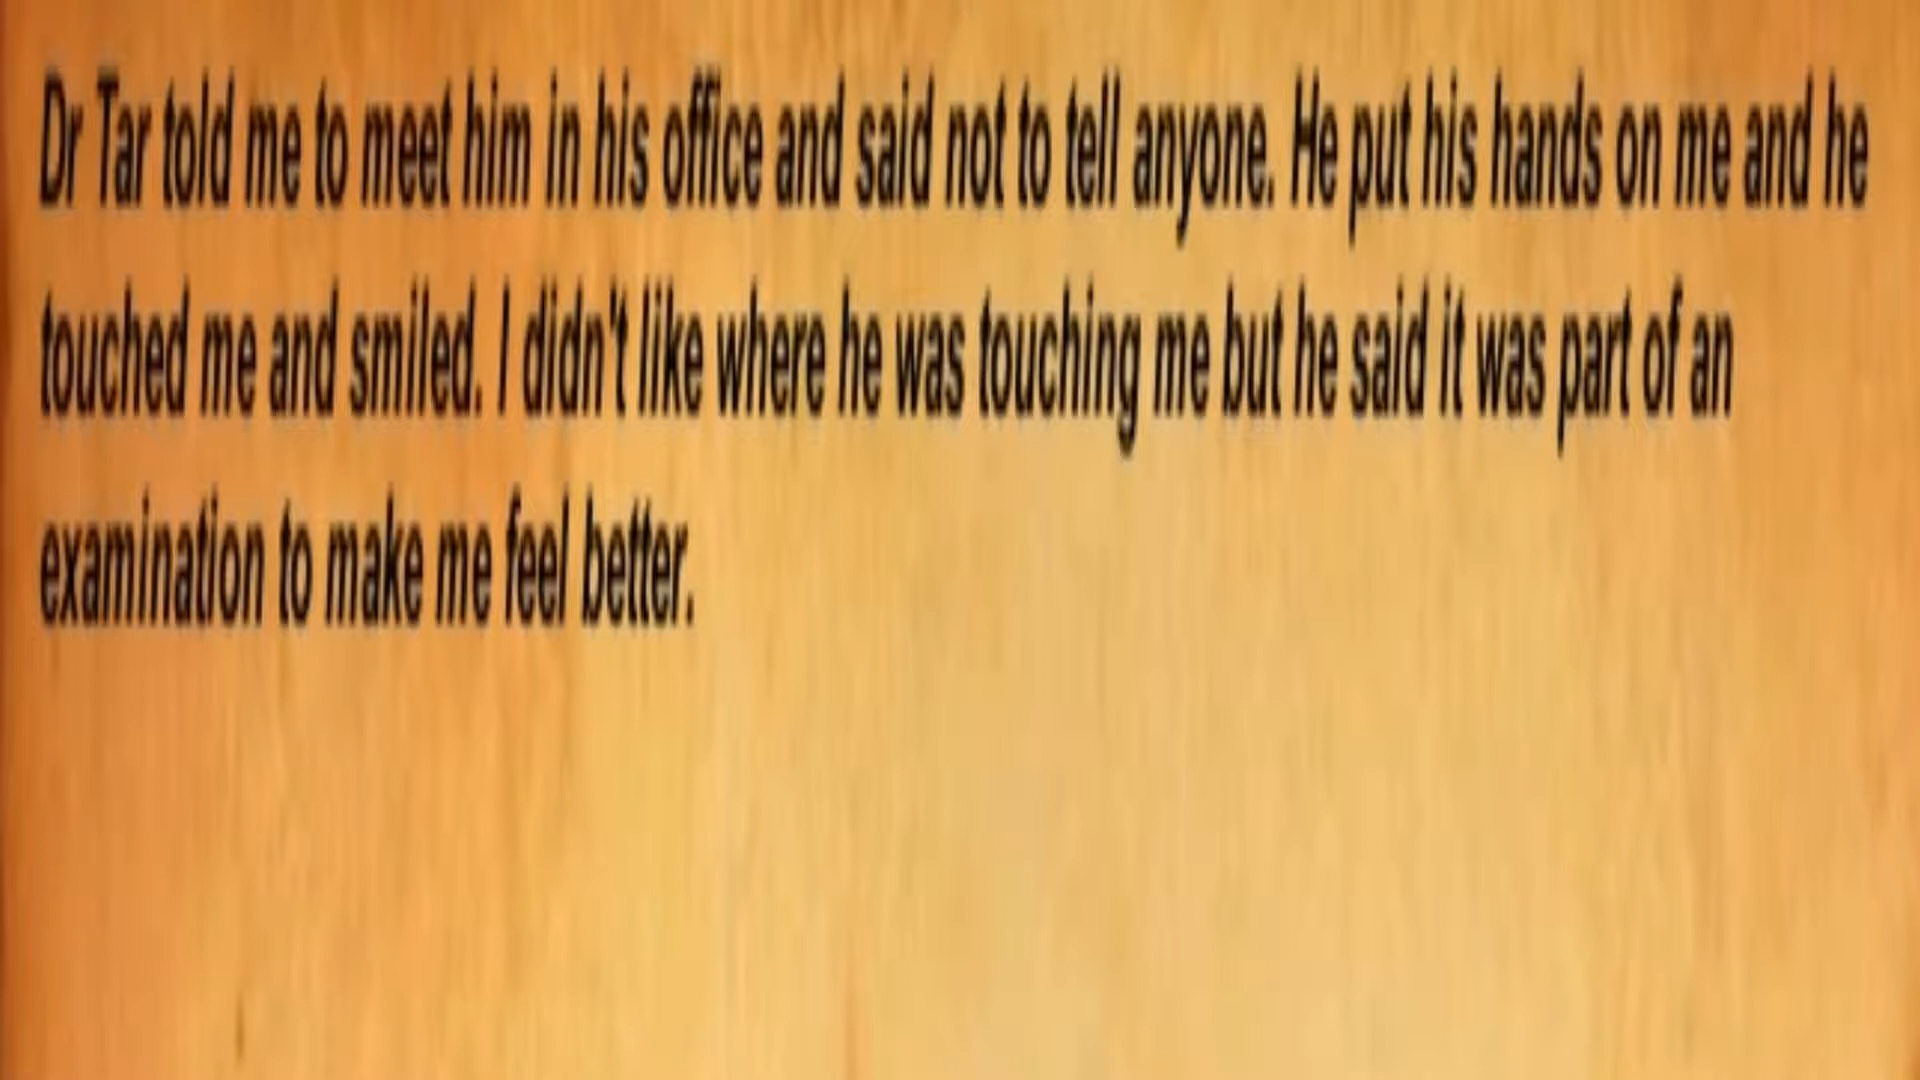 Dr Tar told me to meet him in his office and said not to tell anyone. He put his hands on me and he
touched me and smiled. I didn't like where he was touching me but he said it was part of an
examination to make me feel better.